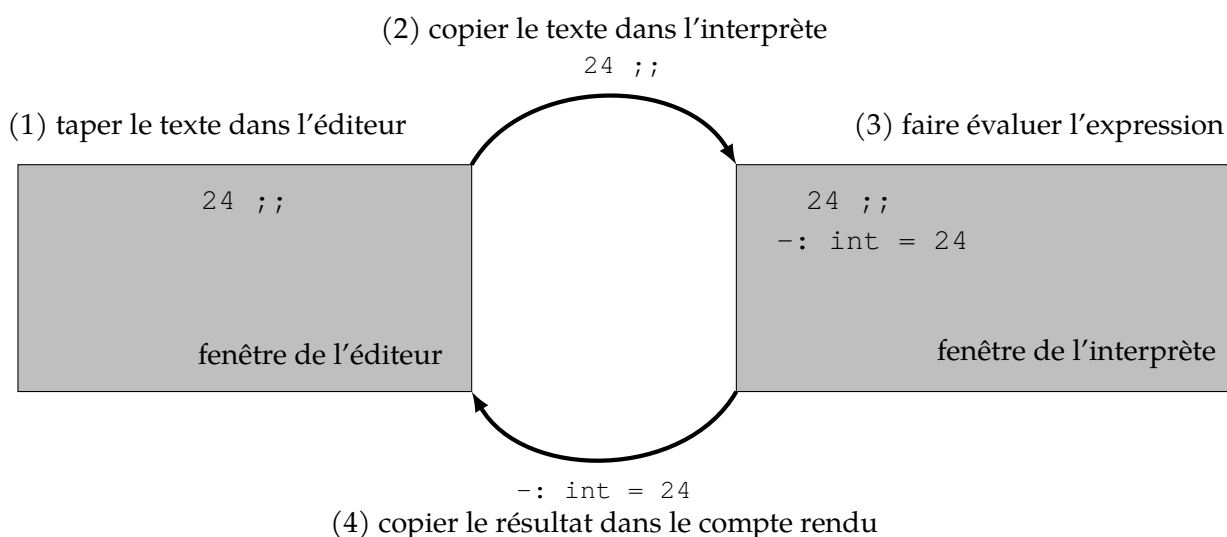 (2) copier le texte dans l'interprète
24 ;;
(1) taper le texte dans l'éditeur
(3) faire évaluer l'expression
24 ;;
fenêtre de l'éditeur
24 ;;
-: int = 24
fenêtre de l'interprète
-: int = 24
(4) copier le résultat dans le compte rendu